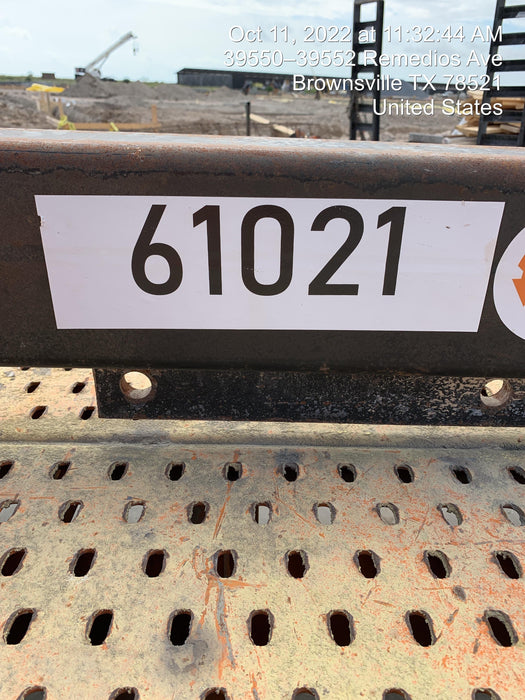 Oct 11, 2022 at 11:32:44 AM
39550–39552 Remedios Ave
Brownsville TX 78521
United States
61021